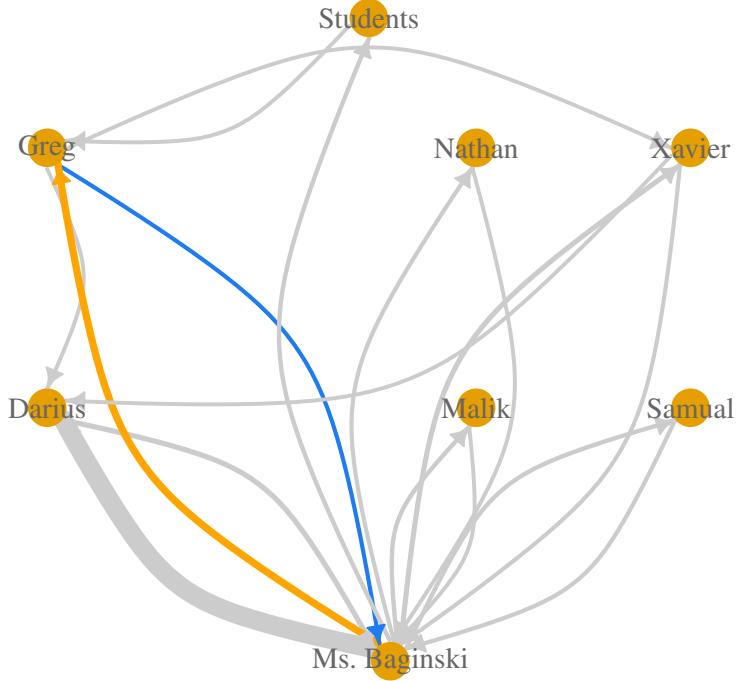 Students
Greg
Nathan
Xavier
Darius
Malik
Samual
Ms. Baginski